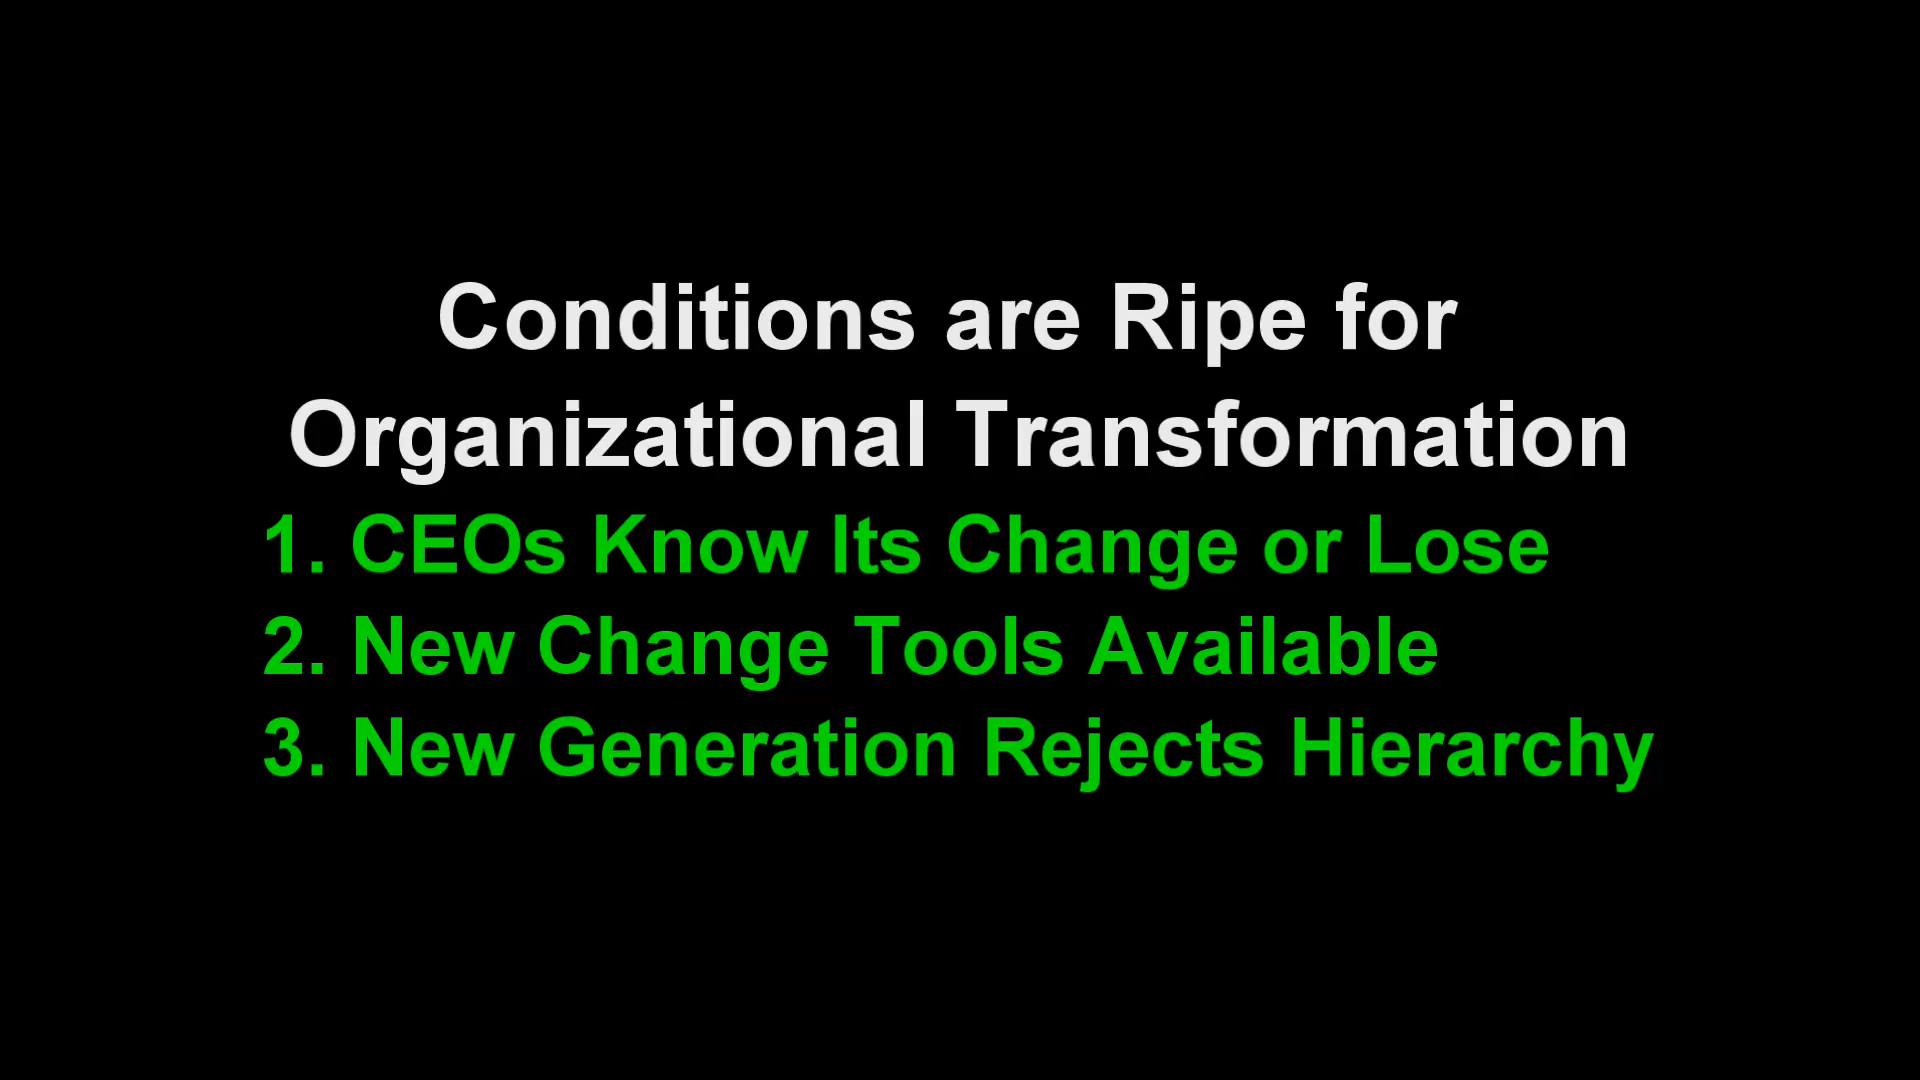 Conditions are Ripe for
Organizational Transformation
1. CEOs Know Its Change or Lose
2. New Change Tools Available
3. New Generation Rejects Hierarchy